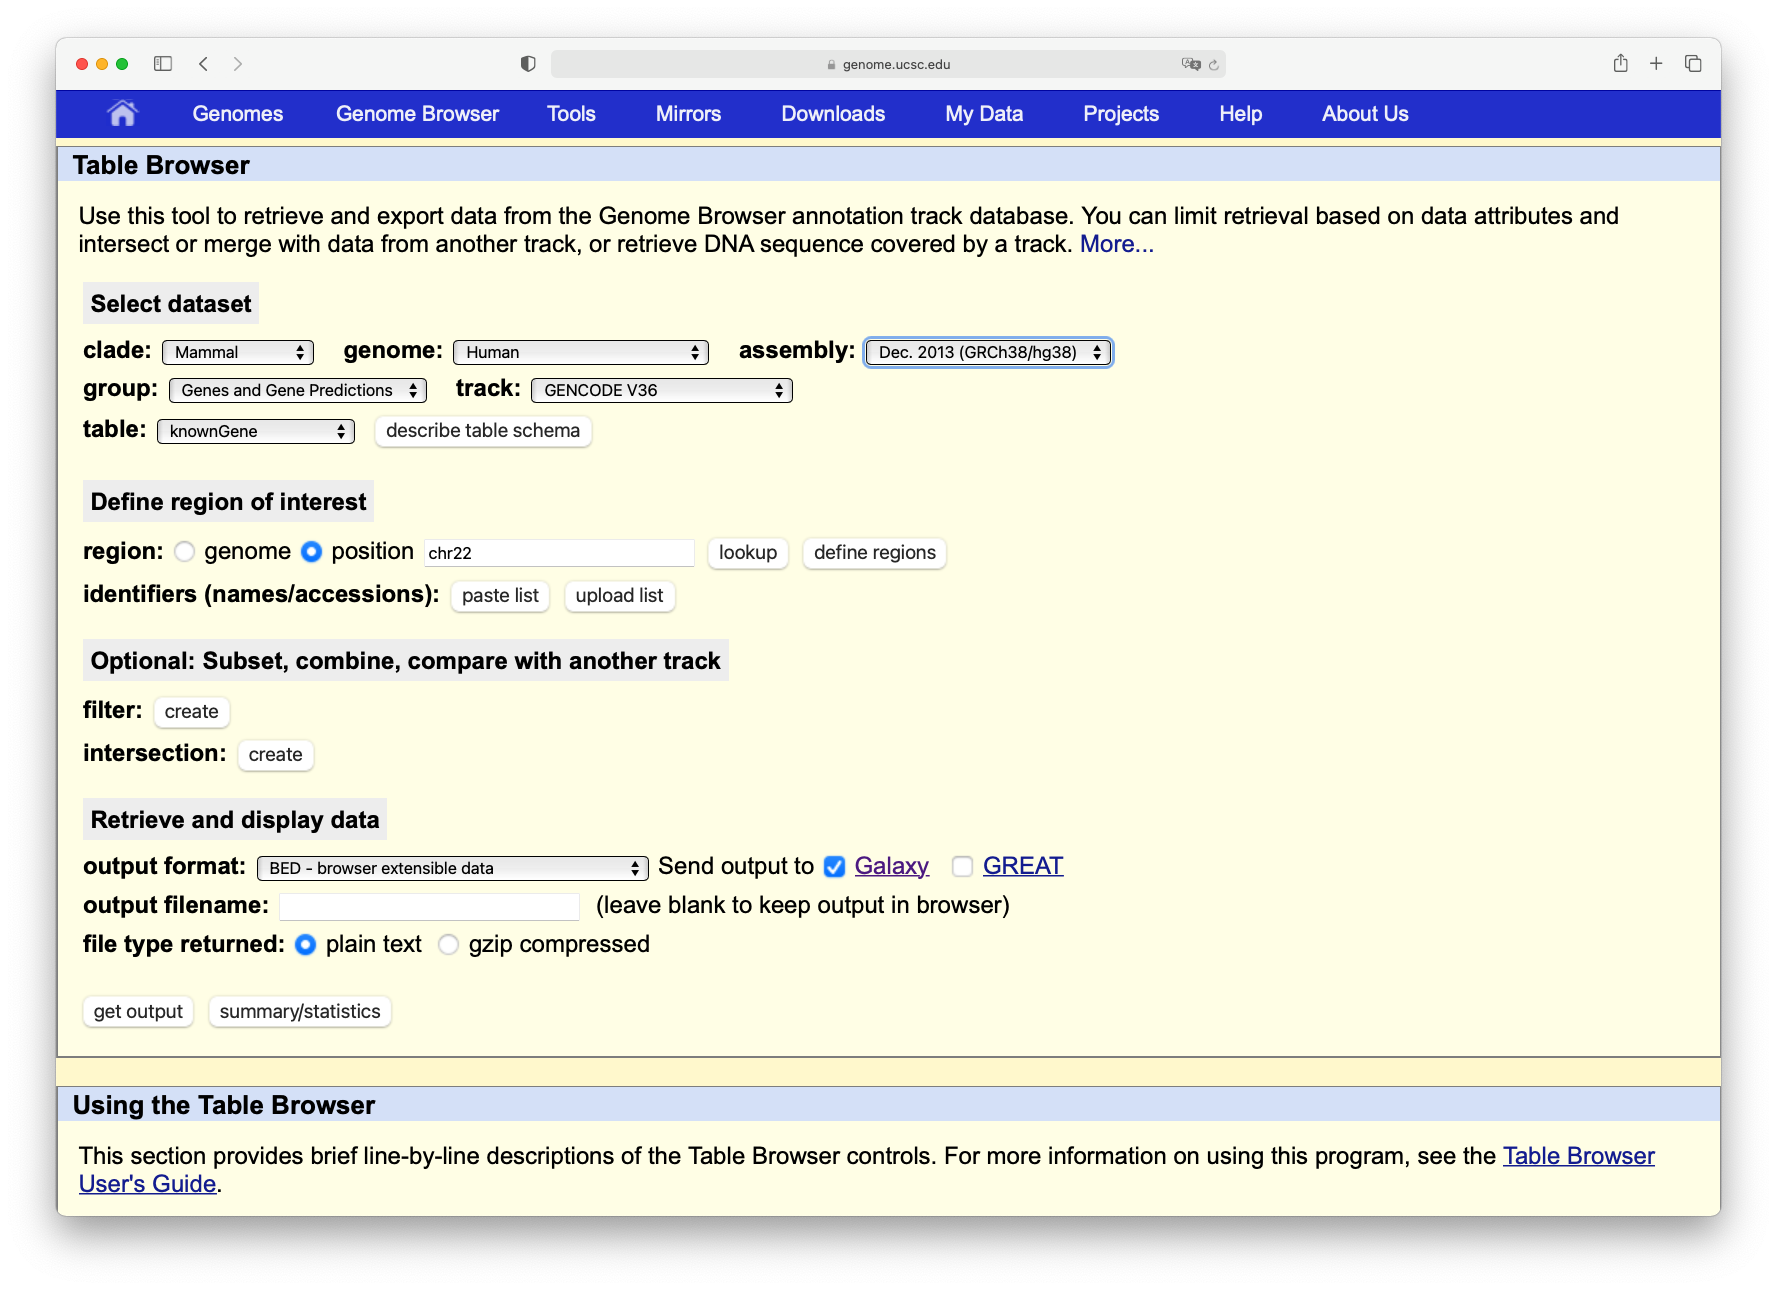 genome.ucsc.edu
Genomes Genome Browser Tools Mirrors Downloads My Data Projects Help About Us
Table Browser
Use this tool to retrieve and export data from the Genome Browser annotation track database. You can limit retrieval based on data attributes and
intersect or merge with data from another track, or retrieve DNA sequence covered by a track. More...
Select dataset
clade: Mammal genome: Human assembly: Dec. 2013 (GRCh38/hg38)
group: Genes and Gene Predictions track: GENCODE V36
table: knownGene describe table schema
Define region of interest
region: genome position chr22 lookup define regions
identifiers (names/accessions): paste list upload list
Optional: Subset, combine, compare with another track
filter: create
intersection: create
Retrieve and display data
output format: BED - browser extensible data Send output to Galaxy GREAT
output filename: (leave blank to keep output in browser)
file type returned: plain text gzip compressed
get output summary/statistics
Using the Table Browser
This section provides brief line-by-line descriptions of the Table Browser controls. For more information on using this program, see the Table Browser
User's Guide.